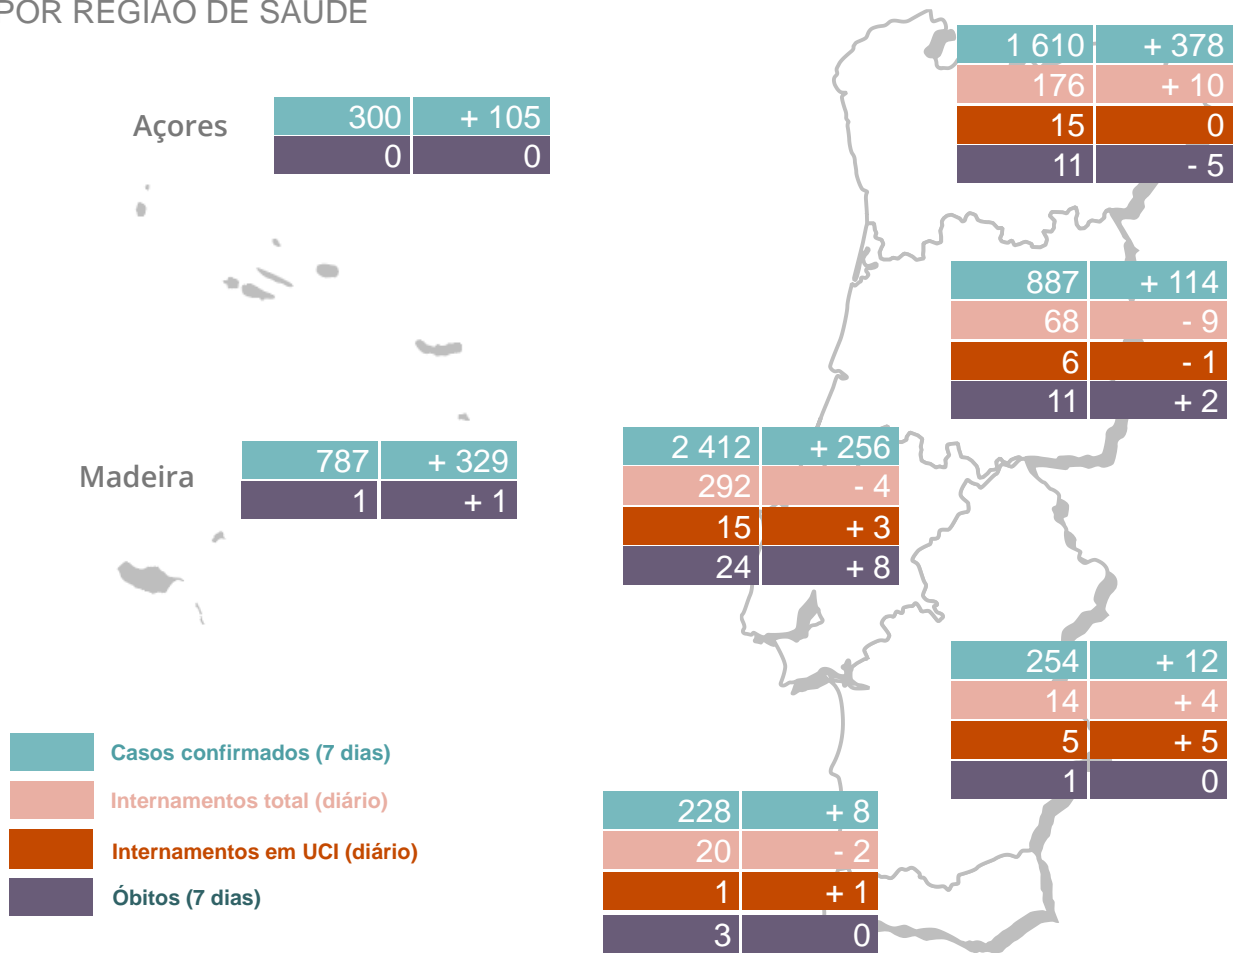 POR REGIÃO DE SAÚDE
1 610 + 378
176 + 10
15 0
11 - 5
Açores
300 + 105
0 0
887 + 114
68 - 9
6 - 1
11 + 2
Madeira
787 + 329
1 + 1
2 412 + 256
292 - 4
15 + 3
24 + 8
254 + 12
14 + 4
5 + 5
1 0
Casos confirmados (7 dias)
Internamentos total (diário)
Internamentos em UCI (diário)
Óbitos (7 dias)
228 + 8
20 - 2
1 + 1
3 0